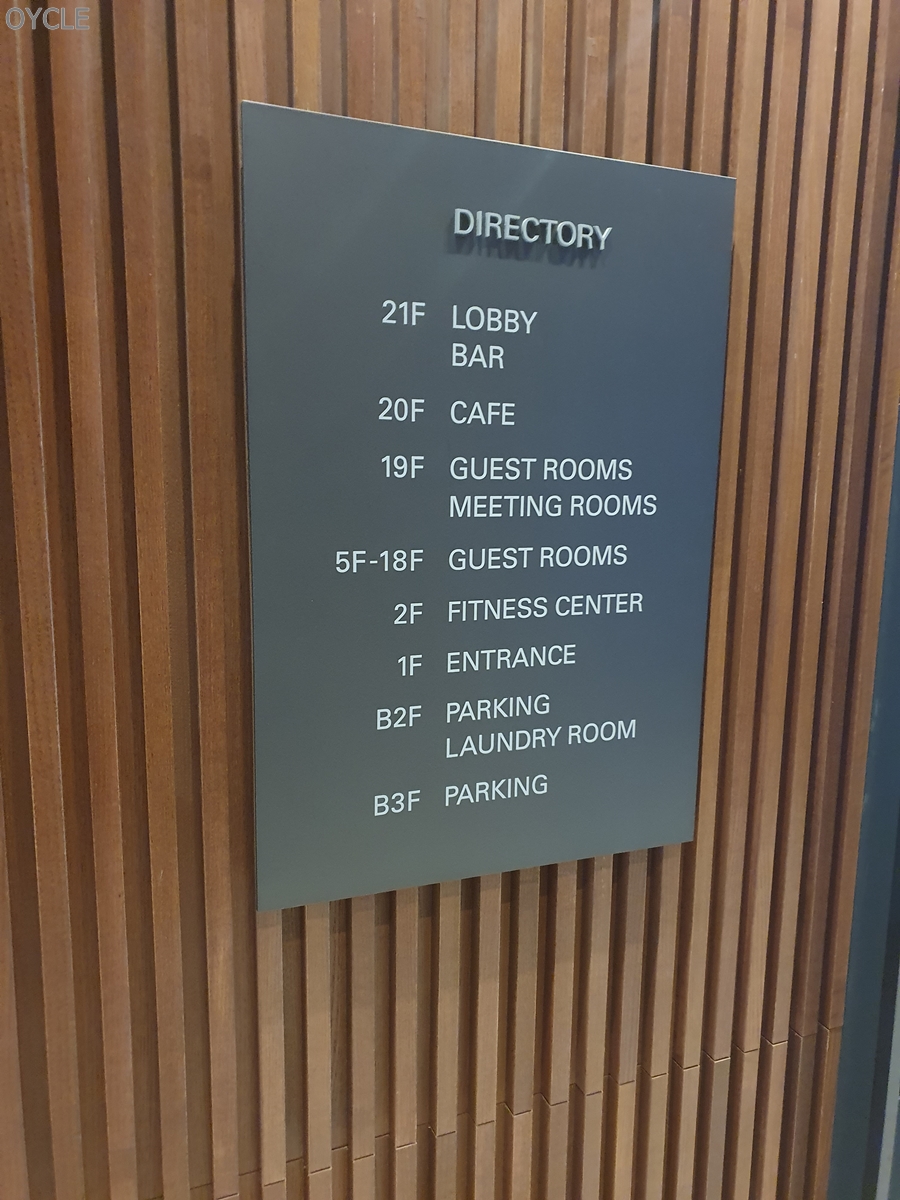 ©YCLE
DIRECTORY
21F LOBBY
BAR
20F CAFE
19F GUEST ROOMS
MEETING ROOMS
5F-18F GUEST ROOMS
2F FITNESS CENTER
1F ENTRANCE
B2F PARKING
LAUNDRY ROOM
B3F PARKING